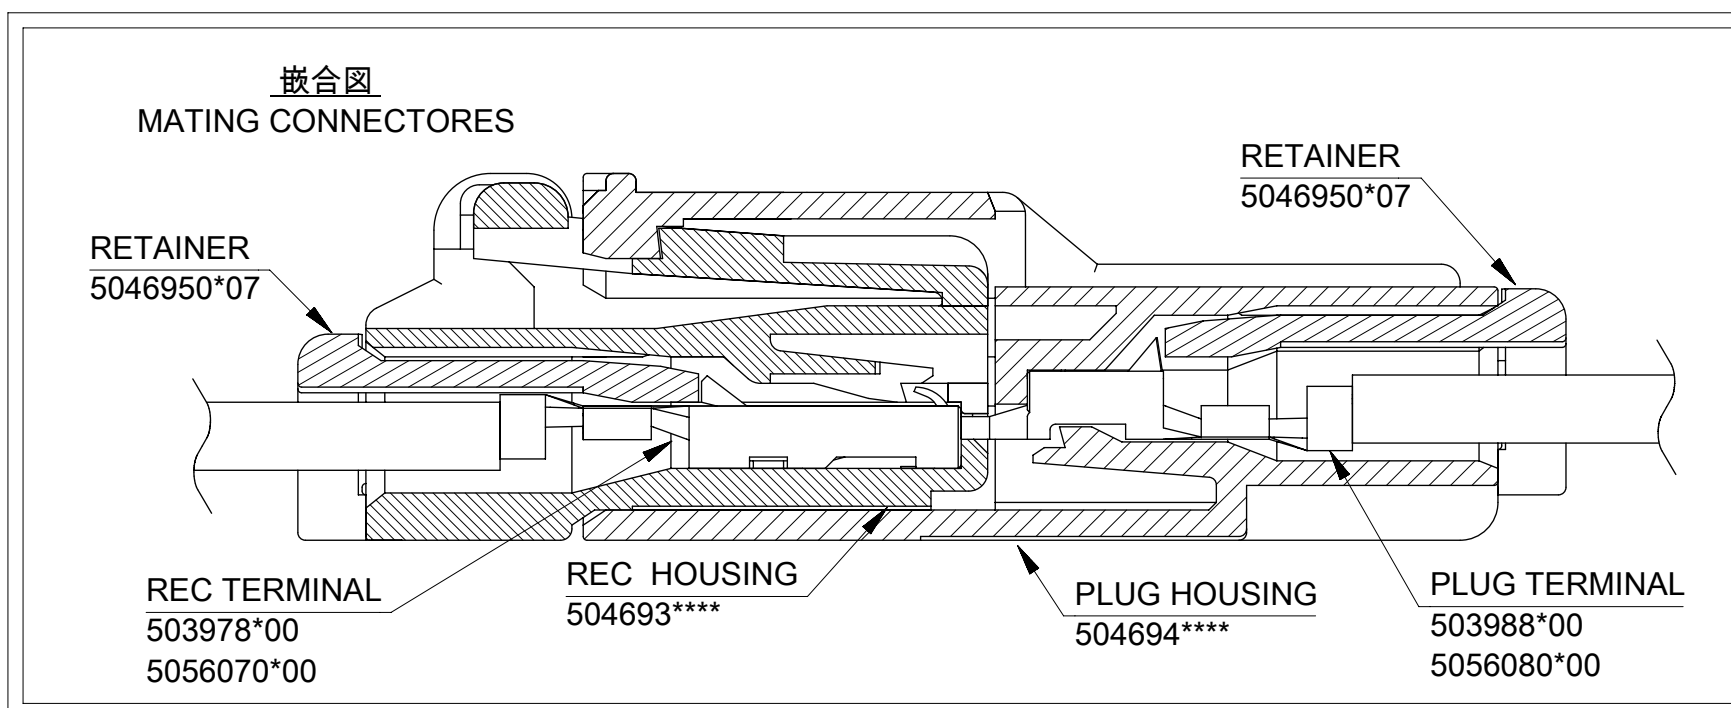 嵌合図
MATING CONNECTORES
RETAINER
5046950*07
RETAINER
5046950*07
REC TERMINAL
503978*00
5056070*00
REC HOUSING
504693****
PLUG HOUSING
504694****
PLUG TERMINAL
503988*00
5056080*00